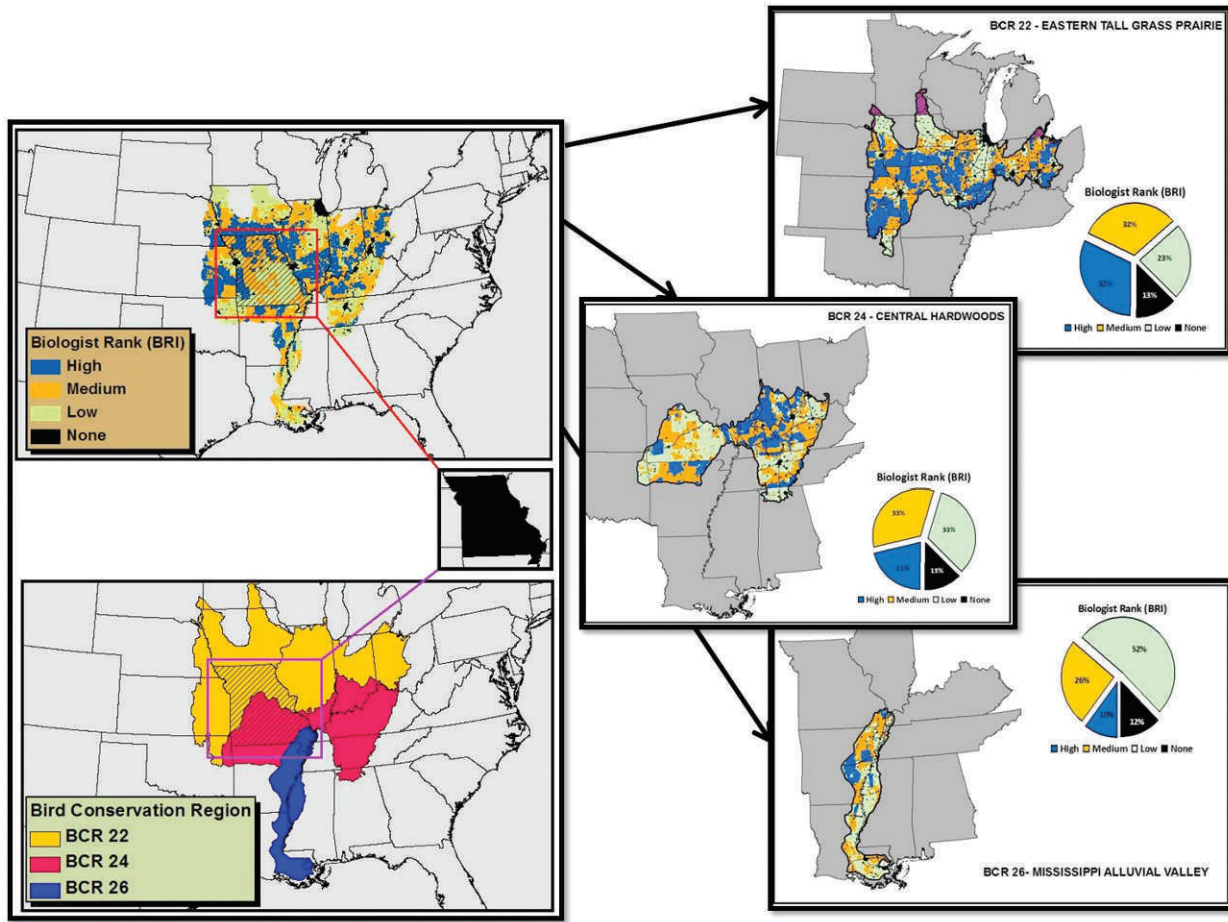 Biologist Rank (BRI)
High
Medium
Low
None
Bird Conservation Region
BCR 22
BCR 24
BCR 26
BCR 22 - EASTERN TALL GRASS PRAIRIE
Biologist Rank (BRI)
32%
23%
32%
13%
High Medium Low None
BCR 24 - CENTRAL HARDWOODS
Biologist Rank (BRI)
33%
33%
21%
13%
High Medium Low None
Biologist Rank (BRI)
52%
26%
10%
12%
High Medium Low None
BCR 26- MISSISSIPPI ALLUVIAL VALLEY